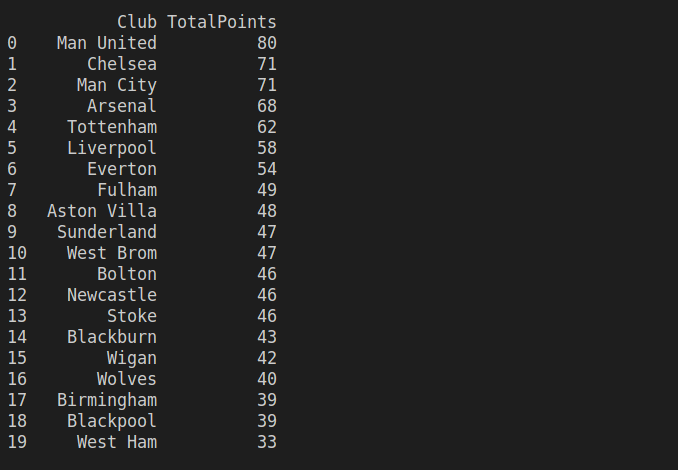 Club TotalPoints
0 Man United 80
1 Chelsea 71
2 Man City 71
3 Arsenal 68
4 Tottenham 62
5 Liverpool 58
6 Everton 54
7 Fulham 49
8 Aston Villa 48
9 Sunderland 47
10 West Brom 47
11 Bolton 46
12 Newcastle 46
13 Stoke 46
14 Blackburn 43
15 Wigan 42
16 Wolves 40
17 Birmingham 39
18 Blackpool 39
19 West Ham 33